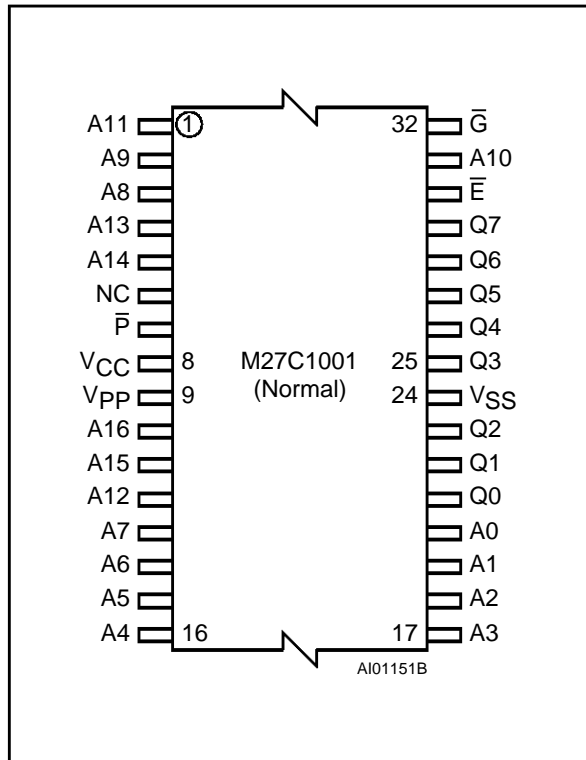 A11 1 32 G̅
A9 A10
A8 E̅
A13 Q7
A14 Q6
NC Q5
P̅ Q4
VCC 8 M27C1001 25 Q3
(Normal)
VPP 9 24 VSS
A16 Q2
A15 Q1
A12 Q0
A7 A0
A6 A1
A5 A2
A4 16 17 A3
AI01151B